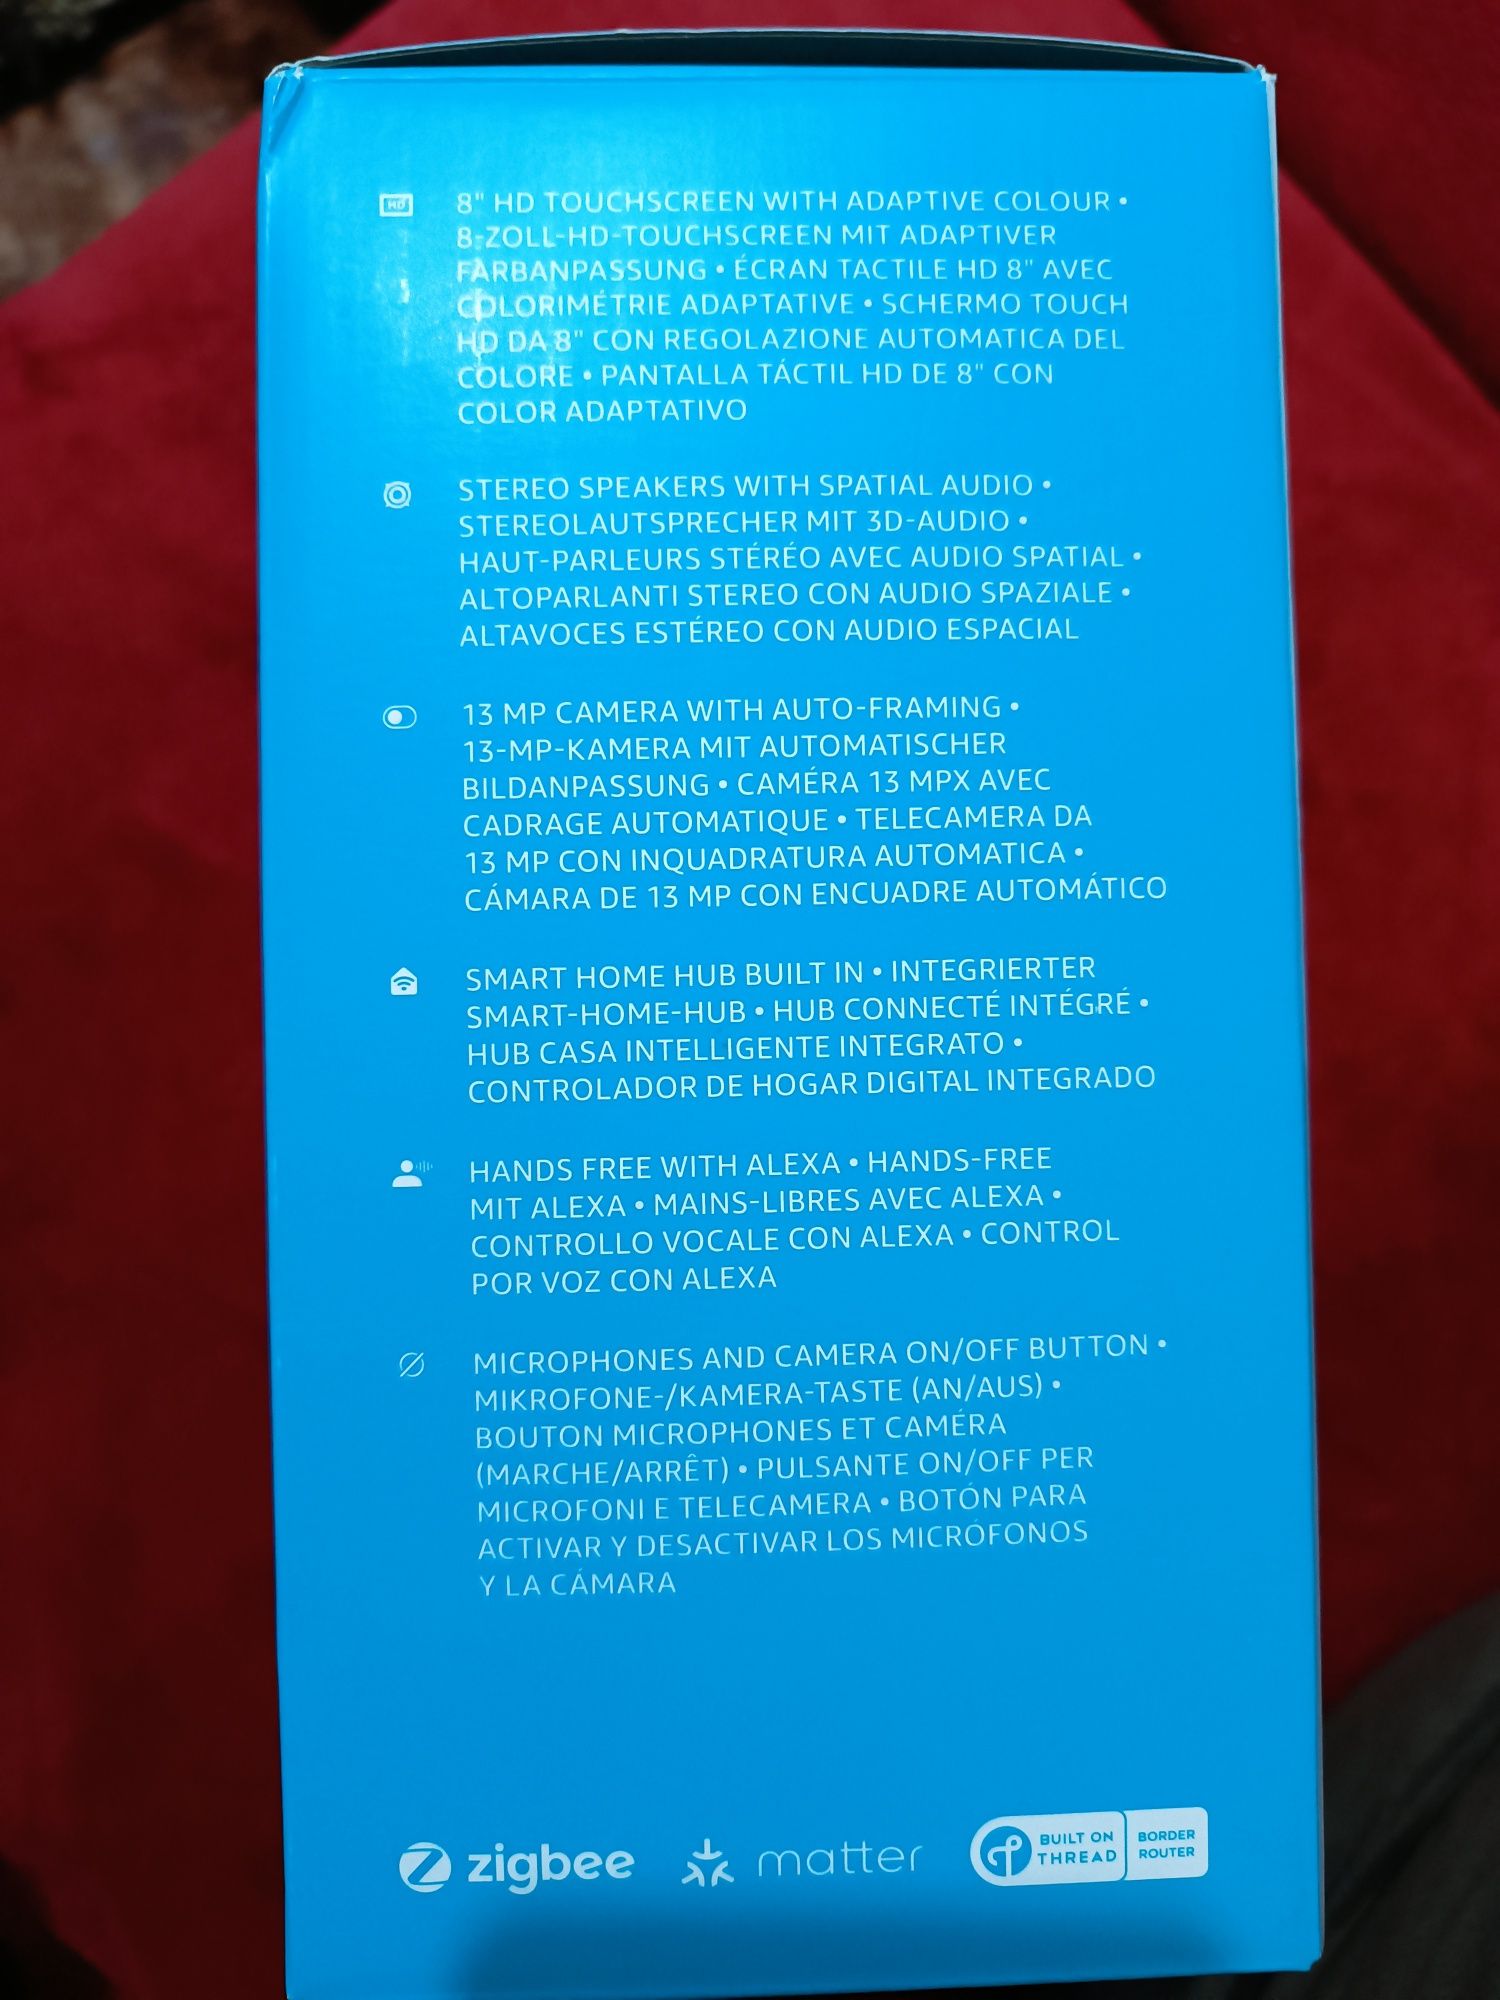 HD
8" HD TOUCHSCREEN WITH ADAPTIVE COLOUR •
8-ZOLL-HD-TOUCHSCREEN MIT ADAPTIVER
FARBANPASSUNG • ÉCRAN TACTILE HD 8" AVEC
COLORIMÉTRIE ADAPTATIVE • SCHERMO TOUCH
HD DA 8" CON REGOLAZIONE AUTOMATICA DEL
COLORE • PANTALLA TÁCTIL HD DE 8" CON
COLOR ADAPTATIVO
STEREO SPEAKERS WITH SPATIAL AUDIO •
STEREOLAUTSPRECHER MIT 3D-AUDIO •
HAUT-PARLEURS STÉRÉO AVEC AUDIO SPATIAL •
ALTOPARLANTI STEREO CON AUDIO SPAZIALE •
ALTAVOCES ESTÉREO CON AUDIO ESPACIAL
13 MP CAMERA WITH AUTO-FRAMING •
13-MP-KAMERA MIT AUTOMATISCHER
BILDANPASSUNG • CAMÉRA 13 MPX AVEC
CADRAGE AUTOMATIQUE • TELECAMERA DA
13 MP CON INQUADRATURA AUTOMATICA •
CÁMARA DE 13 MP CON ENCUADRE AUTOMÁTICO
SMART HOME HUB BUILT IN • INTEGRIERTER
SMART-HOME-HUB • HUB CONNECTÉ INTÉGRÉ •
HUB CASA INTELLIGENTE INTEGRATO •
CONTROLADOR DE HOGAR DIGITAL INTEGRADO
HANDS FREE WITH ALEXA • HANDS-FREE
MIT ALEXA • MAINS-LIBRES AVEC ALEXA •
CONTROLLO VOCALE CON ALEXA • CONTROL
POR VOZ CON ALEXA
MICROPHONES AND CAMERA ON/OFF BUTTON •
MIKROFONE-/KAMERA-TASTE (AN/AUS) •
BOUTON MICROPHONES ET CAMÉRA
(MARCHE/ARRÊT) • PULSANTE ON/OFF PER
MICROFONI E TELECAMERA • BOTÓN PARA
ACTIVAR Y DESACTIVAR LOS MICRÓFONOS
Y LA CÁMARA
zigbee matter
BUILT ON
THREAD
BORDER
ROUTER